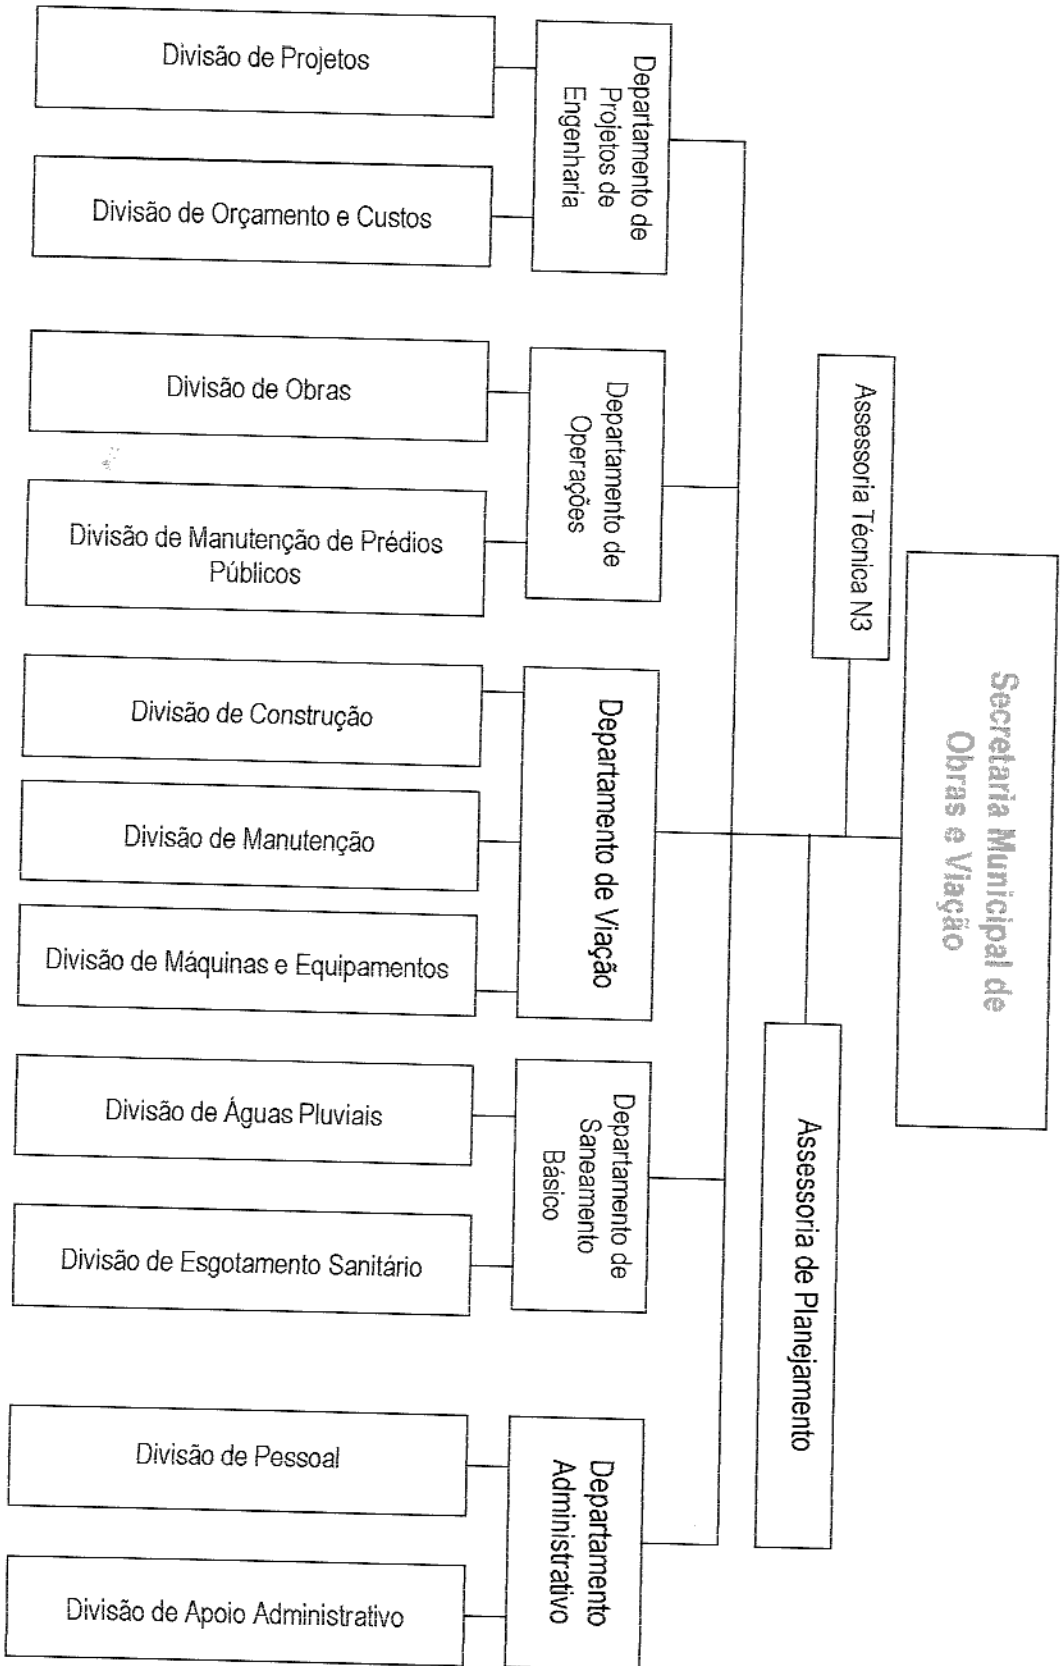 Secretaria Municipal de
Obras e Viação
Assessoria Técnica N3
Assessoria de Planejamento
Departamento de
Projetos de
Engenharia
Divisão de Projetos
Divisão de Orçamento e Custos
Departamento de
Operações
Divisão de Obras
Divisão de Manutenção de Prédios
Públicos
Departamento de Viação
Divisão de Construção
Divisão de Manutenção
Divisão de Máquinas e Equipamentos
Departamento de
Saneamento
Básico
Divisão de Águas Pluviais
Divisão de Esgotamento Sanitário
Departamento
Administrativo
Divisão de Pessoal
Divisão de Apoio Administrativo